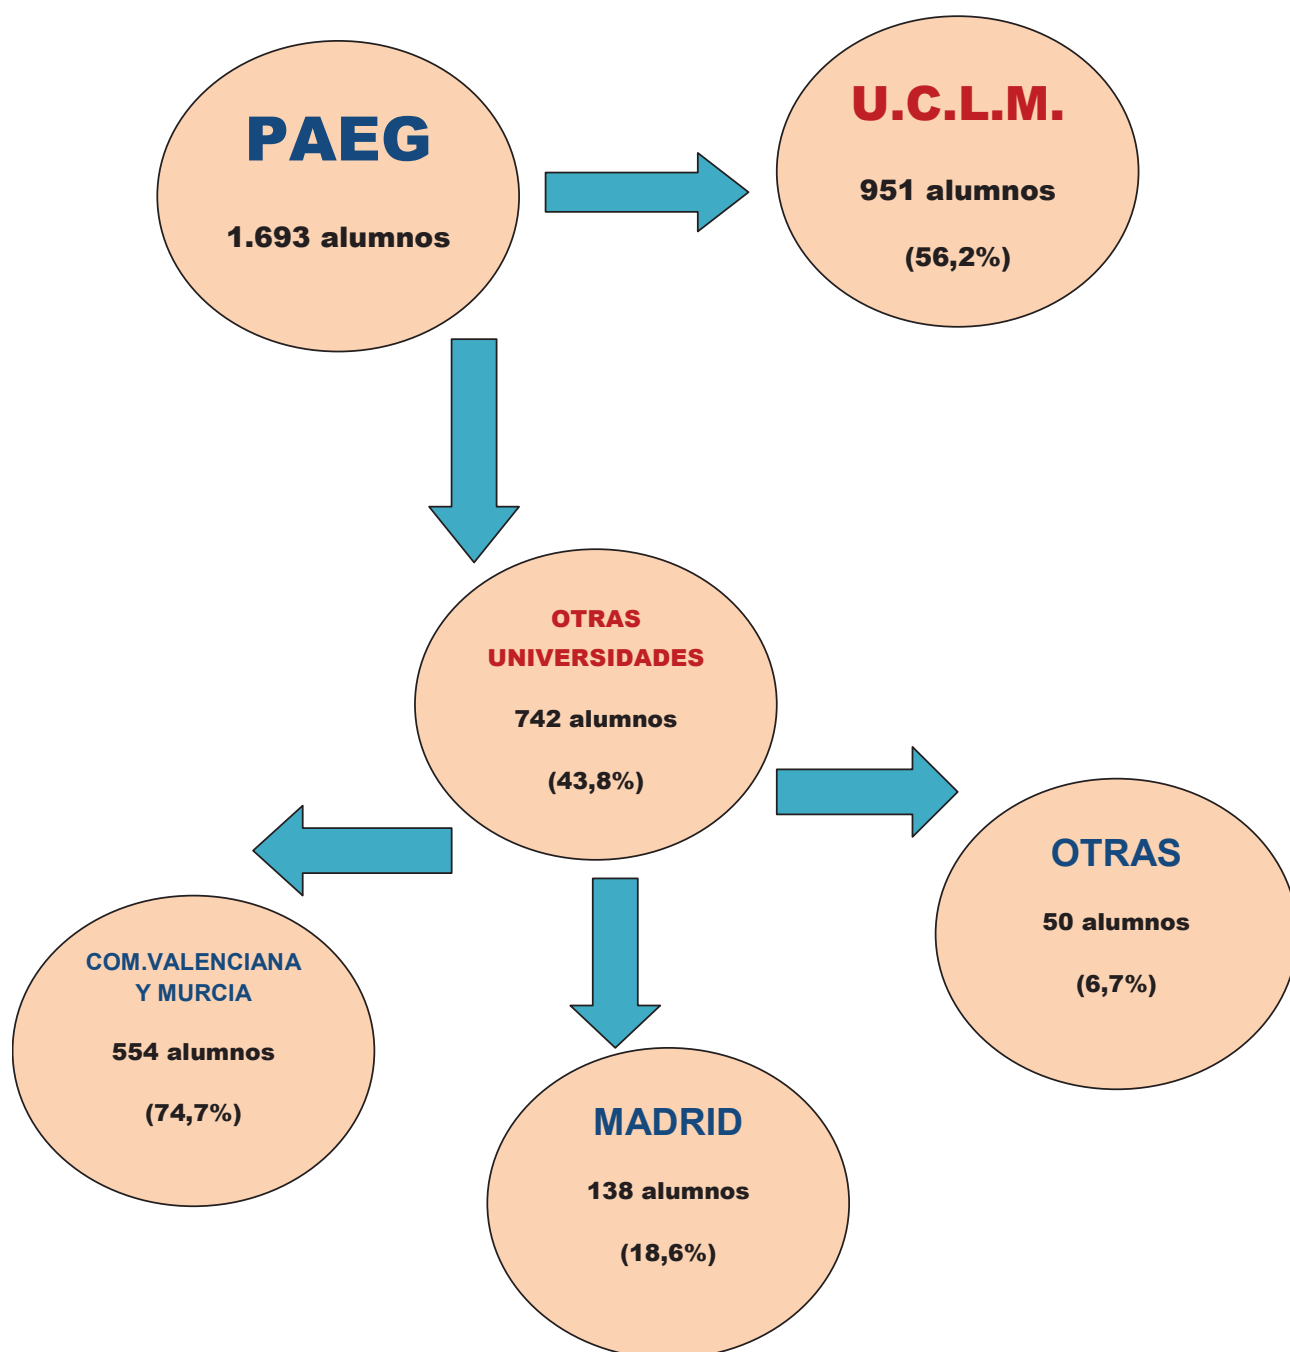 PAEG
1.693 alumnos
U.C.L.M.
951 alumnos
(56,2%)
OTRAS
UNIVERSIDADES
742 alumnos
(43,8%)
OTRAS
50 alumnos
(6,7%)
COM.VALENCIANA
Y MURCIA
554 alumnos
(74,7%)
MADRID
138 alumnos
(18,6%)